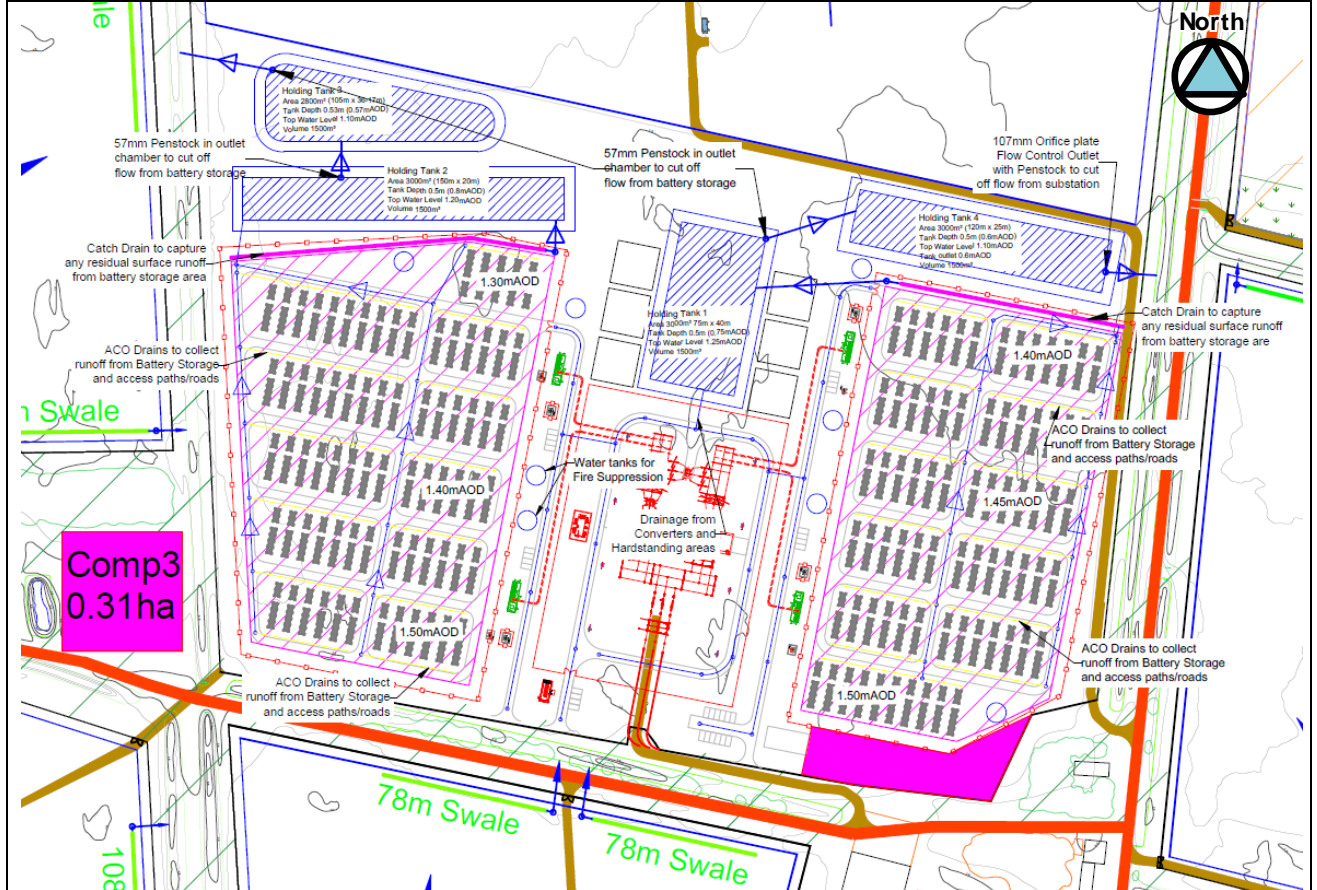 Swale
North
Holding Tank 3
Area 2800m² (105m x 36-17m)
Tank Depth 0.53m (0.57mAOD)
Top Water Level 1.10mAOD
Volume 1500m³
57mm Penstock in outlet
chamber to cut off
flow from battery storage
Holding Tank 2
Area 3000m² (150m x 20m)
Tank Depth 0.5m (0.8mAOD)
Top Water Level 1.20mAOD
Volume 1500m³
57mm Penstock in outlet
chamber to cut off
flow from battery storage
107mm Orifice plate
Flow Control Outlet
with Penstock to cut
off flow from substation
Holding Tank 4
Area 3000m² (120m x 25m)
Tank Depth 0.5m (0.6mAOD)
Top Water Level 1.10mAOD
Tank outlet 0.6mAOD
Volume 1500m³
Catch Drain to capture
any residual surface runoff
from battery storage area
1.30mAOD
Holding Tank 1
Area 3000m² 75m x 40m
Tank Depth 0.5m (0.75mAOD)
Top Water Level 1.25mAOD
Volume 1500m³
Catch Drain to capture
any residual surface runoff
from battery storage are
ACO Drains to collect
runoff from Battery Storage
and access paths/roads
1.40mAOD
Swale
ACO Drains to collect
runoff from Battery Storage
and access paths/roads
Water tanks for
Fire Suppression
1.40mAOD
1.45mAOD
Drainage from
Converters and
Hardstanding areas
Comp3
0.31ha
1.50mAOD
ACO Drains to collect
runoff from Battery Storage
and access paths/roads
ACO Drains to collect
runoff from Battery Storage
and access paths/roads
1.50mAOD
78m Swale
78m Swale
108